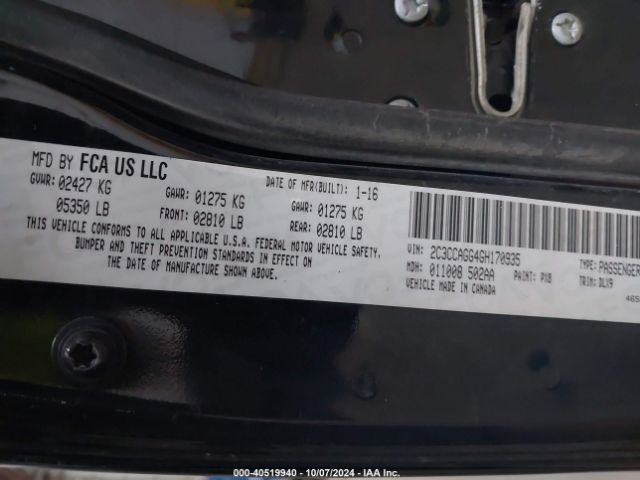 MFD BY FCA US LLC
DATE OF MFR(BUILT): 1-16
GVWR: 02427 KG
GAWR: 01275 KG
GAWR: 01275 KG
05350 LB
FRONT: 02810 LB
REAR: 02810 LB
THIS VEHICLE CONFORMS TO ALL APPLICABLE U.S.A. FEDERAL MOTOR VEHICLE SAFETY,
BUMPER AND THEFT PREVENTION STANDARDS IN EFFECT ON
THE DATE OF MANUFACTURE SHOWN ABOVE.
VIN: 2C3CCAGG4GH170935
TYPE: PASSENGER
MDH: 011008 502AA
PAINT: PX8
TRIM: DLX9
VEHICLE MADE IN CANADA
465
000-40519940 - 10/07/2024 - IAA